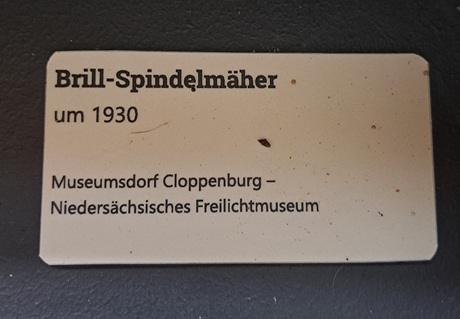 Brill-Spindelmäher
um 1930
Museumsdorf Cloppenburg –
Niedersächsisches Freilichtmuseum